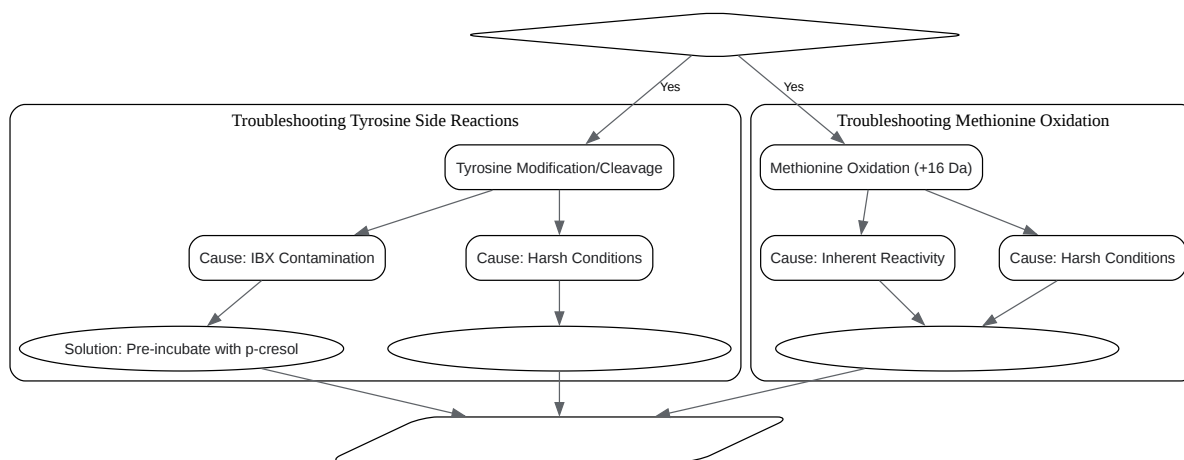 Yes
Yes
Troubleshooting Tyrosine Side Reactions
Troubleshooting Methionine Oxidation
Tyrosine Modification/Cleavage
Methionine Oxidation (+16 Da)
Cause: IBX Contamination
Cause: Harsh Conditions
Cause: Inherent Reactivity
Cause: Harsh Conditions
Solution: Pre-incubate with p-cresol